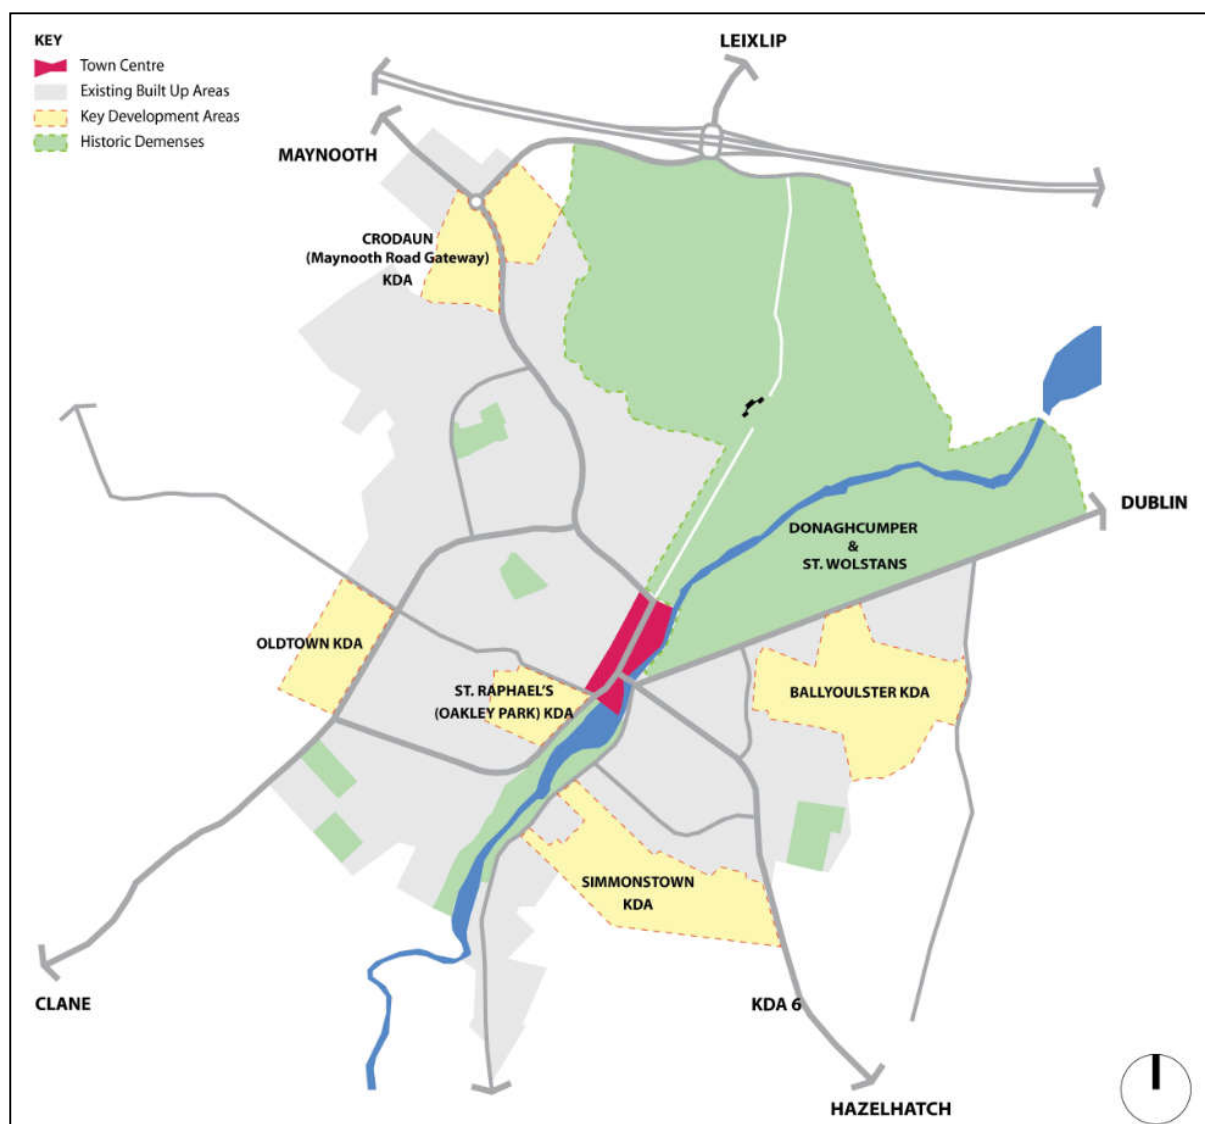 KEY
Town Centre
Existing Built Up Areas
Key Development Areas
Historic Demenses
LEIXLIP
MAYNOOTH
CRODAUN
(Maynooth Road Gateway)
KDA
DUBLIN
DONAGHCUMPER
&
ST. WOLSTANS
OLDTOWN KDA
ST. RAPHAEL'S
(OAKLEY PARK) KDA
BALLYOULSTER KDA
SIMMONSTOWN
KDA
CLANE
KDA 6
HAZELHATCH